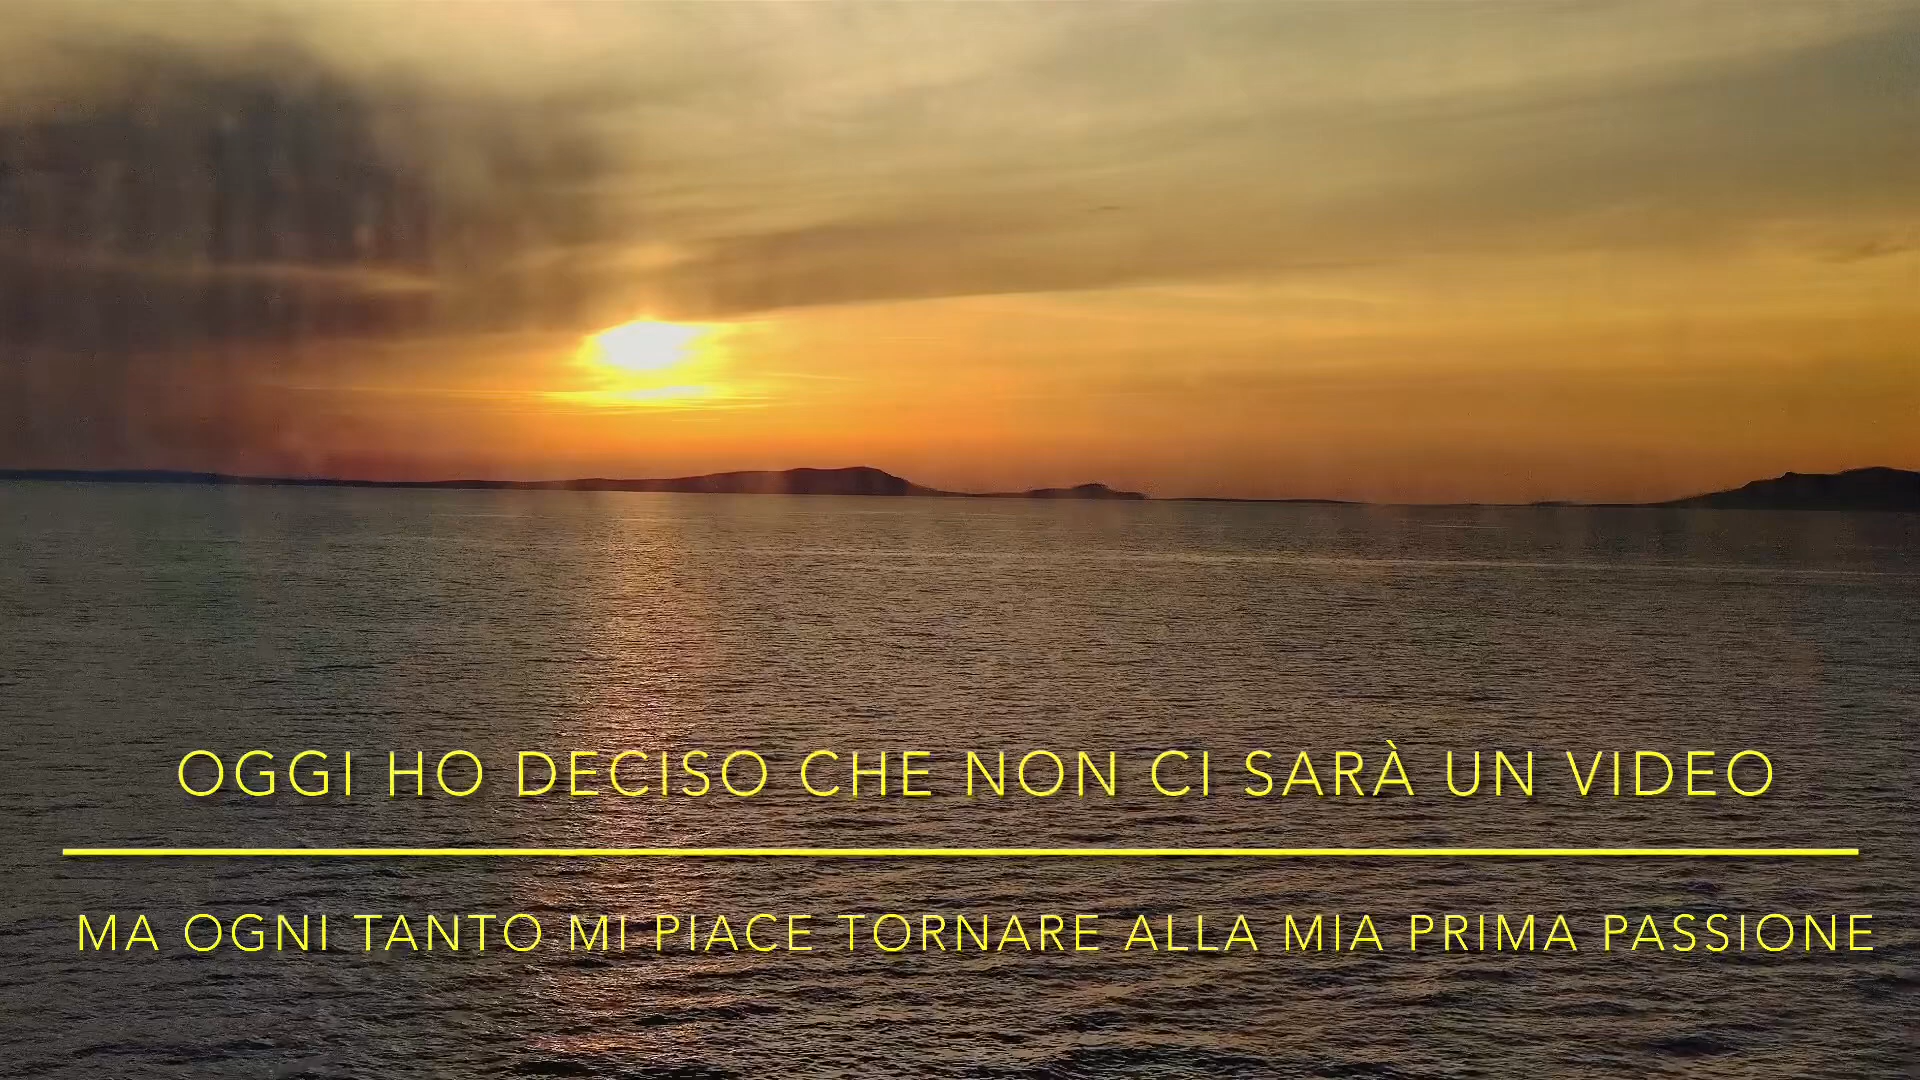 OGGI HO DECISO CHE NON CI SARÀ UN VIDEO
MA OGNI TANTO MI PIACE TORNARE ALLA MIA PRIMA PASSIONE